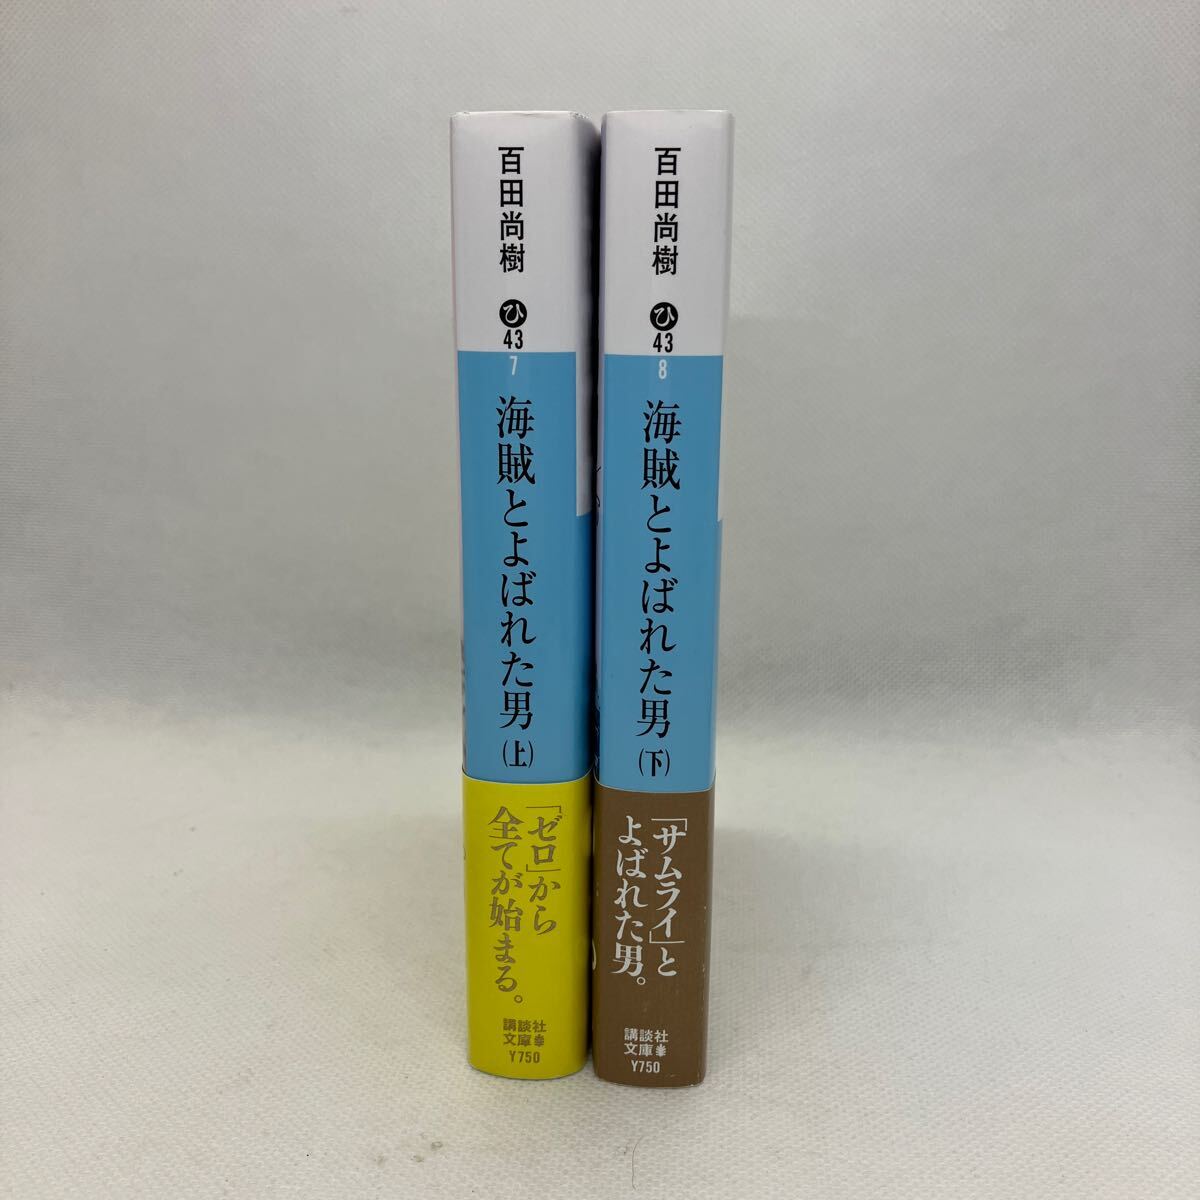 百田尚樹
ひ
43
7
海賊とよばれた男
(上)
「ゼロ」から
全てが始まる。
講談社
文庫
Y750
百田尚樹
ひ
43
8
海賊とよばれた男
(下)
「サムライ」と
よばれた男。
講談社
文庫
Y750